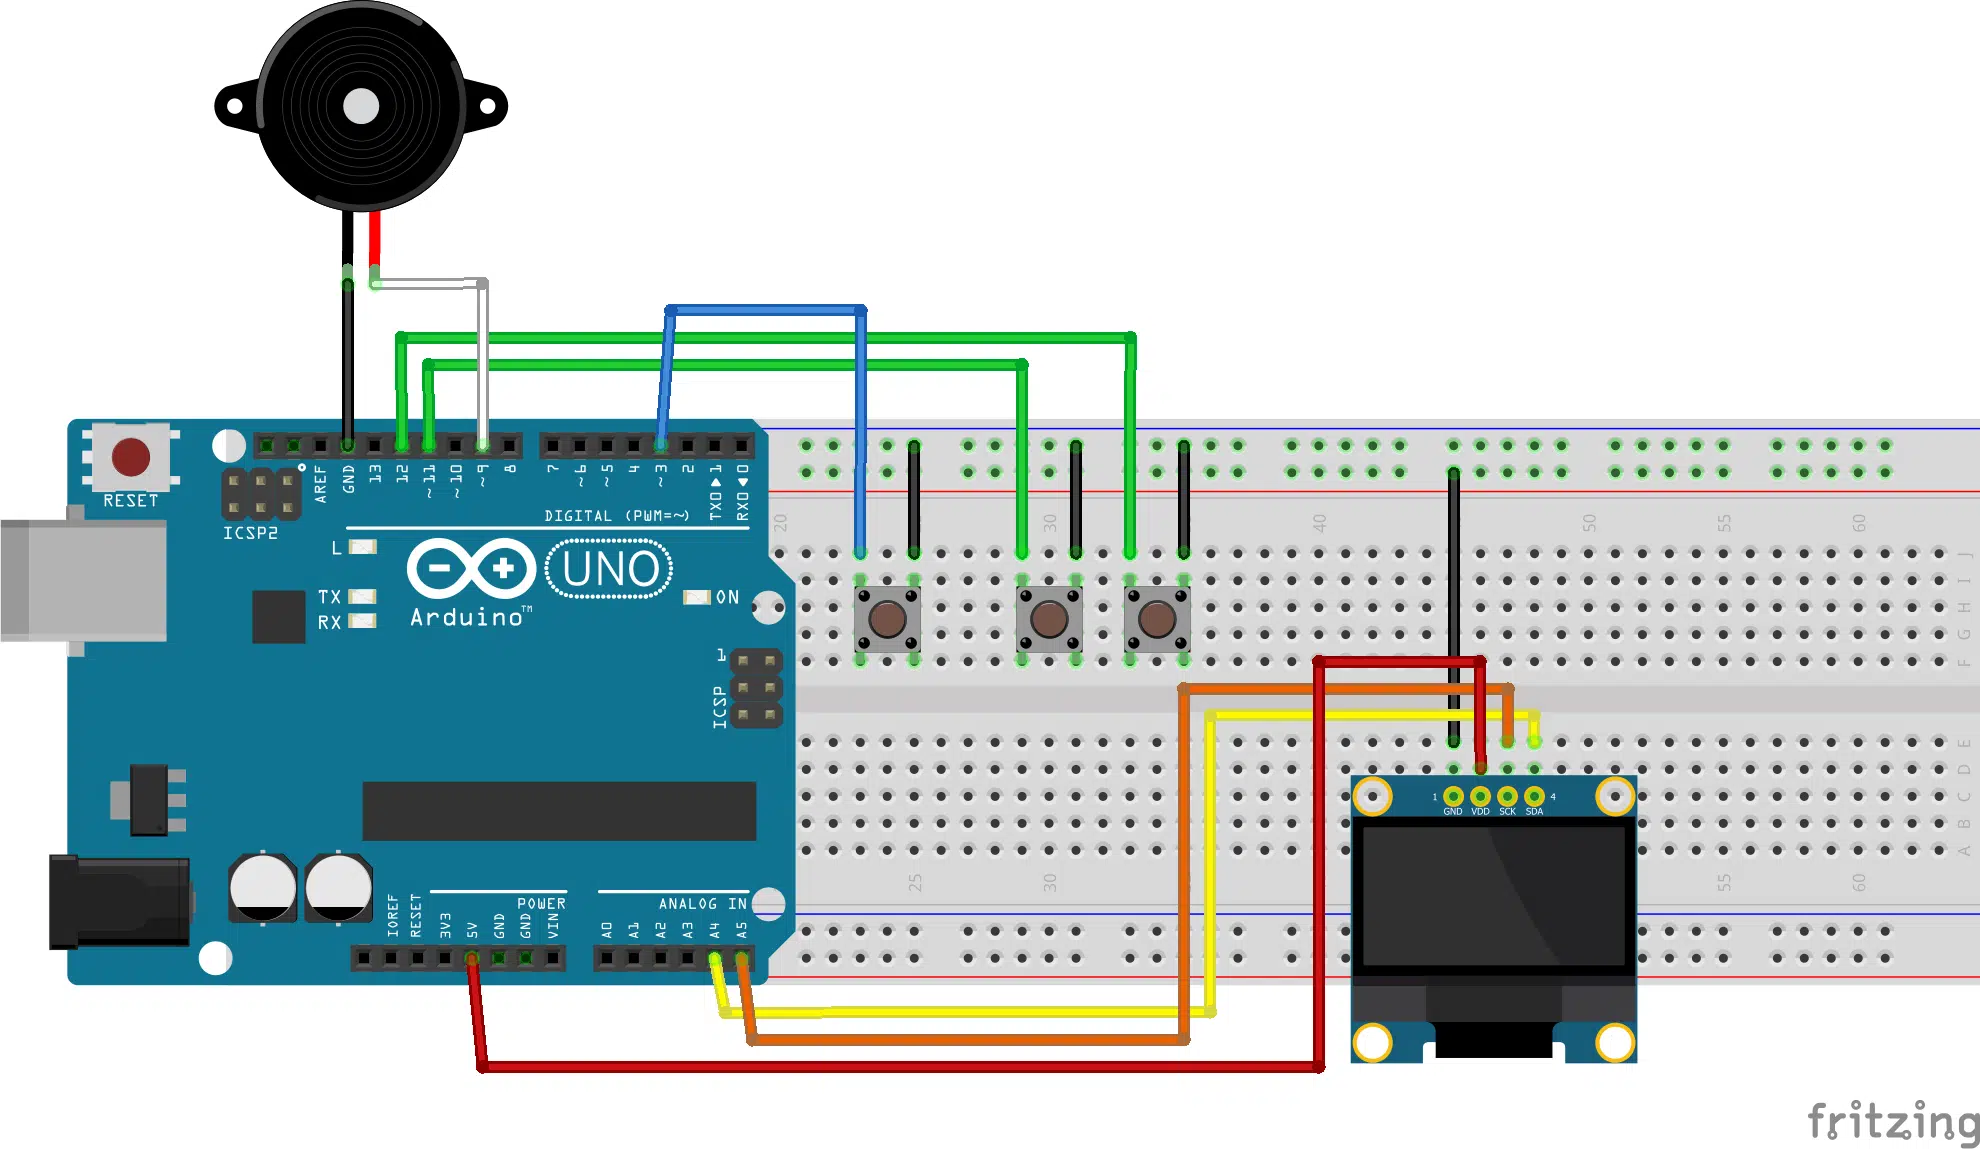 RESET
ICSP2
AREF
GND
13
12
~11
~10
~9
8
7
~6
~5
4
~3
2
TX0▶1
RX0◀0
DIGITAL (PWM=~)
L
TX
RX
UNO
Arduino™
ON
1
ICSP
IOREF
RESET
3V3
5V
GND
GND
VIN
POWER
A0
A1
A2
A3
A4
A5
ANALOG IN
20
30
40
50
55
60
J
I
H
G
F
E
D
C
B
A
25
30
55
60
1
4
GND
VDD
SCK
SDA
fritzing